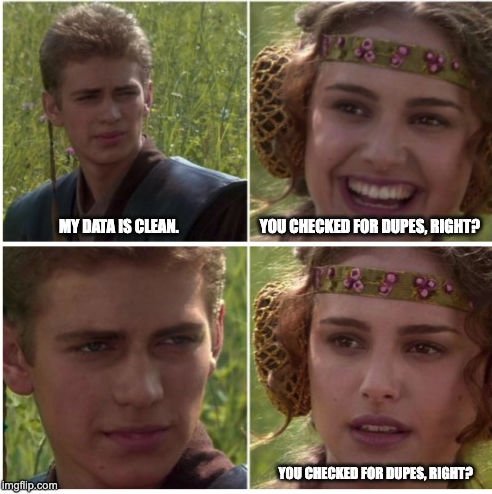 MY DATA IS CLEAN.
YOU CHECKED FOR DUPES, RIGHT?
YOU CHECKED FOR DUPES, RIGHT?
imgflip.com